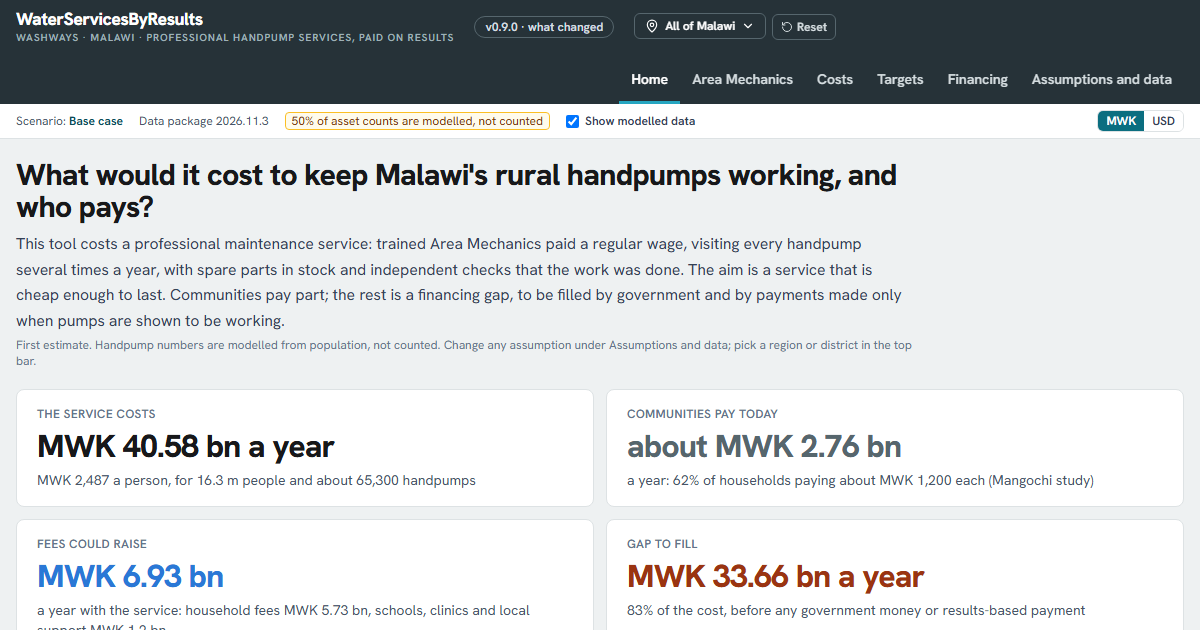 WaterServicesByResults
WASHWAYS · MALAWI · PROFESSIONAL HANDPUMP SERVICES, PAID ON RESULTS
v0.9.0 · what changed
All of Malawi
Reset
Home
Area Mechanics
Costs
Targets
Financing
Assumptions and data
Scenario: Base case
Data package 2026.11.3
50% of asset counts are modelled, not counted
Show modelled data
MWK
USD
What would it cost to keep Malawi's rural handpumps working, and
who pays?
This tool costs a professional maintenance service: trained Area Mechanics paid a regular wage, visiting every handpump
several times a year, with spare parts in stock and independent checks that the work was done. The aim is a service that is
cheap enough to last. Communities pay part; the rest is a financing gap, to be filled by government and by payments made only
when pumps are shown to be working.
First estimate. Handpump numbers are modelled from population, not counted. Change any assumption under Assumptions and data; pick a region or district in the top
bar.
THE SERVICE COSTS
MWK 40.58 bn a year
MWK 2,487 a person, for 16.3 m people and about 65,300 handpumps
COMMUNITIES PAY TODAY
about MWK 2.76 bn
a year: 62% of households paying about MWK 1,200 each (Mangochi study)
FEES COULD RAISE
MWK 6.93 bn
a year with the service: household fees MWK 5.73 bn, schools, clinics and local
support MWK 1.2 bn
GAP TO FILL
MWK 33.66 bn a year
83% of the cost, before any government money or results-based payment